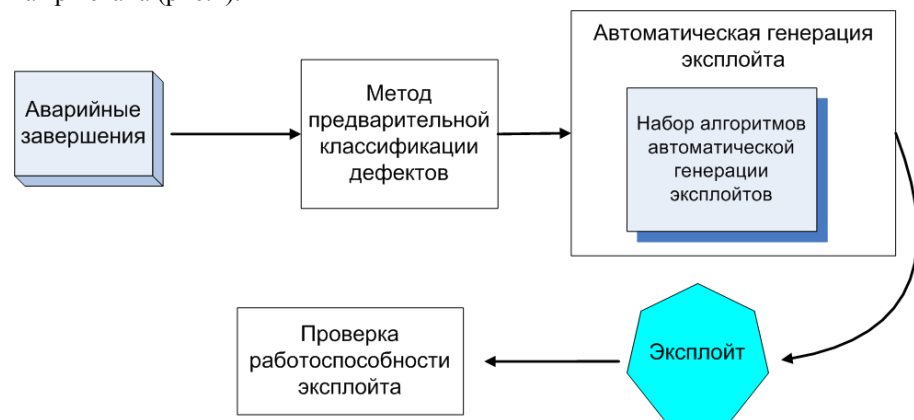 Автоматическая генерация
эксплойта
Аварийные
завершения
Метод
предварительной
классификации
дефектов
Набор алгоритмов
автоматической
генерации
эксплойтов
Проверка
работоспособности
эксплойта
Эксплойт